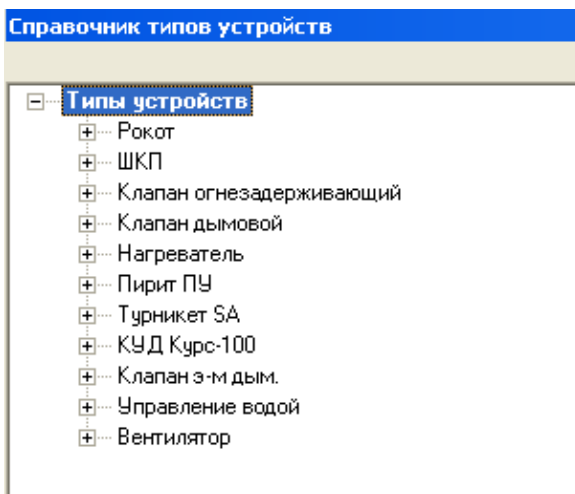 Справочник типов устройств
Типы устройств
Рокот
ШКП
Клапан огнезадерживающий
Клапан дымовой
Нагреватель
Пирит ПУ
Турникет SA
КУД Курс-100
Клапан э-м дым.
Управление водой
Вентилятор